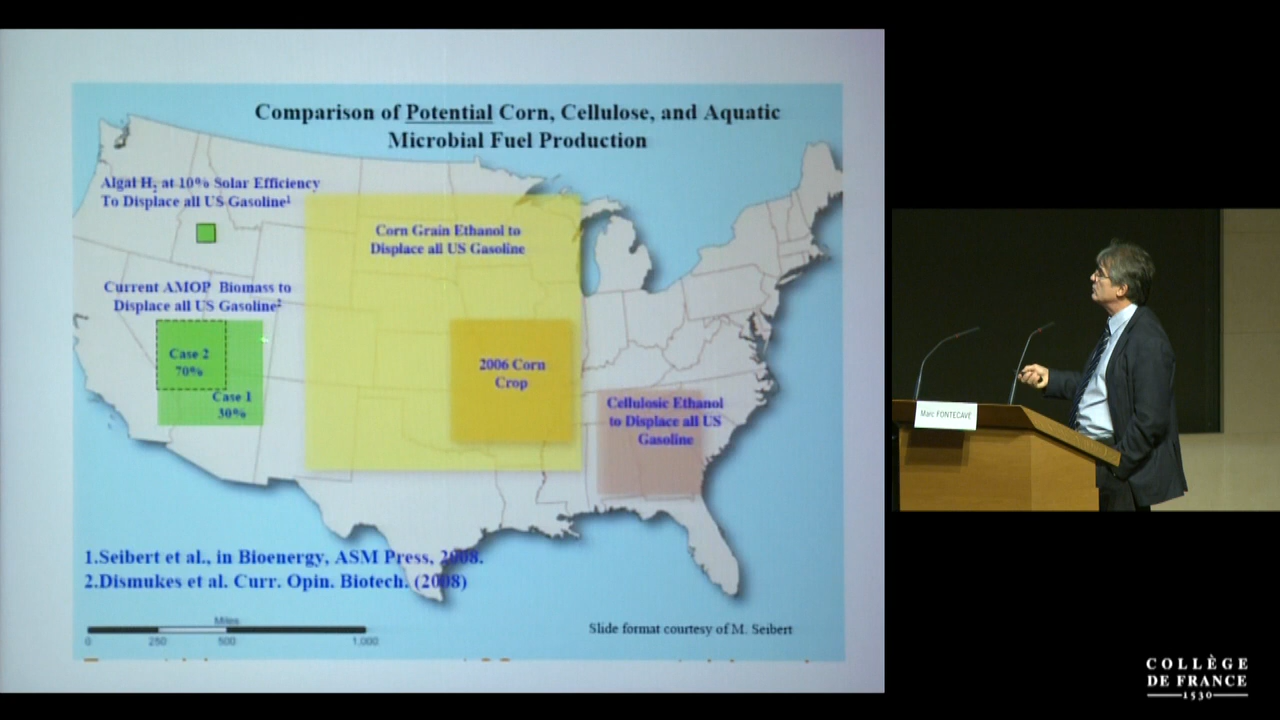 Comparison of Potential Corn, Cellulose, and Aquatic
Microbial Fuel Production
Algal H2 at 10% Solar Efficiency
To Displace all US Gasoline1
Corn Grain Ethanol to
Displace all US Gasoline
Current AMOP Biomass to
Displace all US Gasoline2
Case 2
70%
Case 1
30%
2006 Corn
Crop
Cellulosic Ethanol
to Displace all US
Gasoline
1.Seibert et al., in Bioenergy, ASM Press, 2008.
2.Dismukes et al. Curr. Opin. Biotech. (2008)
Miles
0 250 500 1,000
Slide format courtesy of M. Seibert
Marc FONTECAVE
COLLÈGE
DE FRANCE
1530